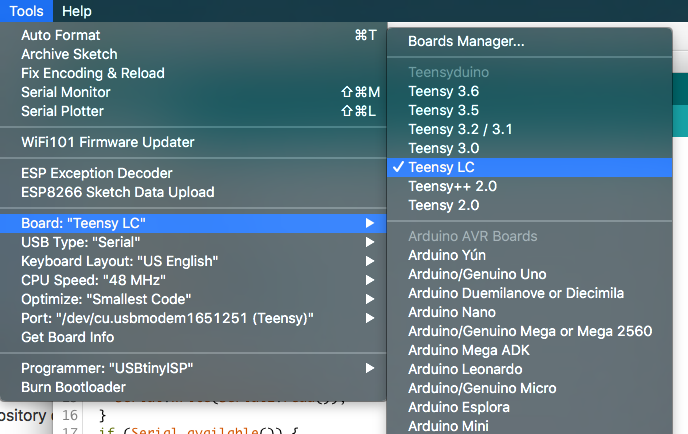 Tools Help
Auto Format ⌘T
Archive Sketch
Fix Encoding & Reload
Serial Monitor ⇧⌘M
Serial Plotter ⇧⌘L
WiFi101 Firmware Updater
ESP Exception Decoder
ESP8266 Sketch Data Upload
Board: "Teensy LC"
USB Type: "Serial"
Keyboard Layout: "US English"
CPU Speed: "48 MHz"
Optimize: "Smallest Code"
Port: "/dev/cu.usbmodem1651251 (Teensy)"
Get Board Info
Programmer: "USBtinyISP"
Burn Bootloader
Boards Manager...
Teensyduino
Teensy 3.6
Teensy 3.5
Teensy 3.2 / 3.1
Teensy 3.0
✓ Teensy LC
Teensy++ 2.0
Teensy 2.0
Arduino AVR Boards
Arduino Yún
Arduino/Genuino Uno
Arduino Duemilanove or Diecimila
Arduino Nano
Arduino/Genuino Mega or Mega 2560
Arduino Mega ADK
Arduino Leonardo
Arduino/Genuino Micro
Arduino Esplora
Arduino Mini
16 }
17 if (Serial.available()) {